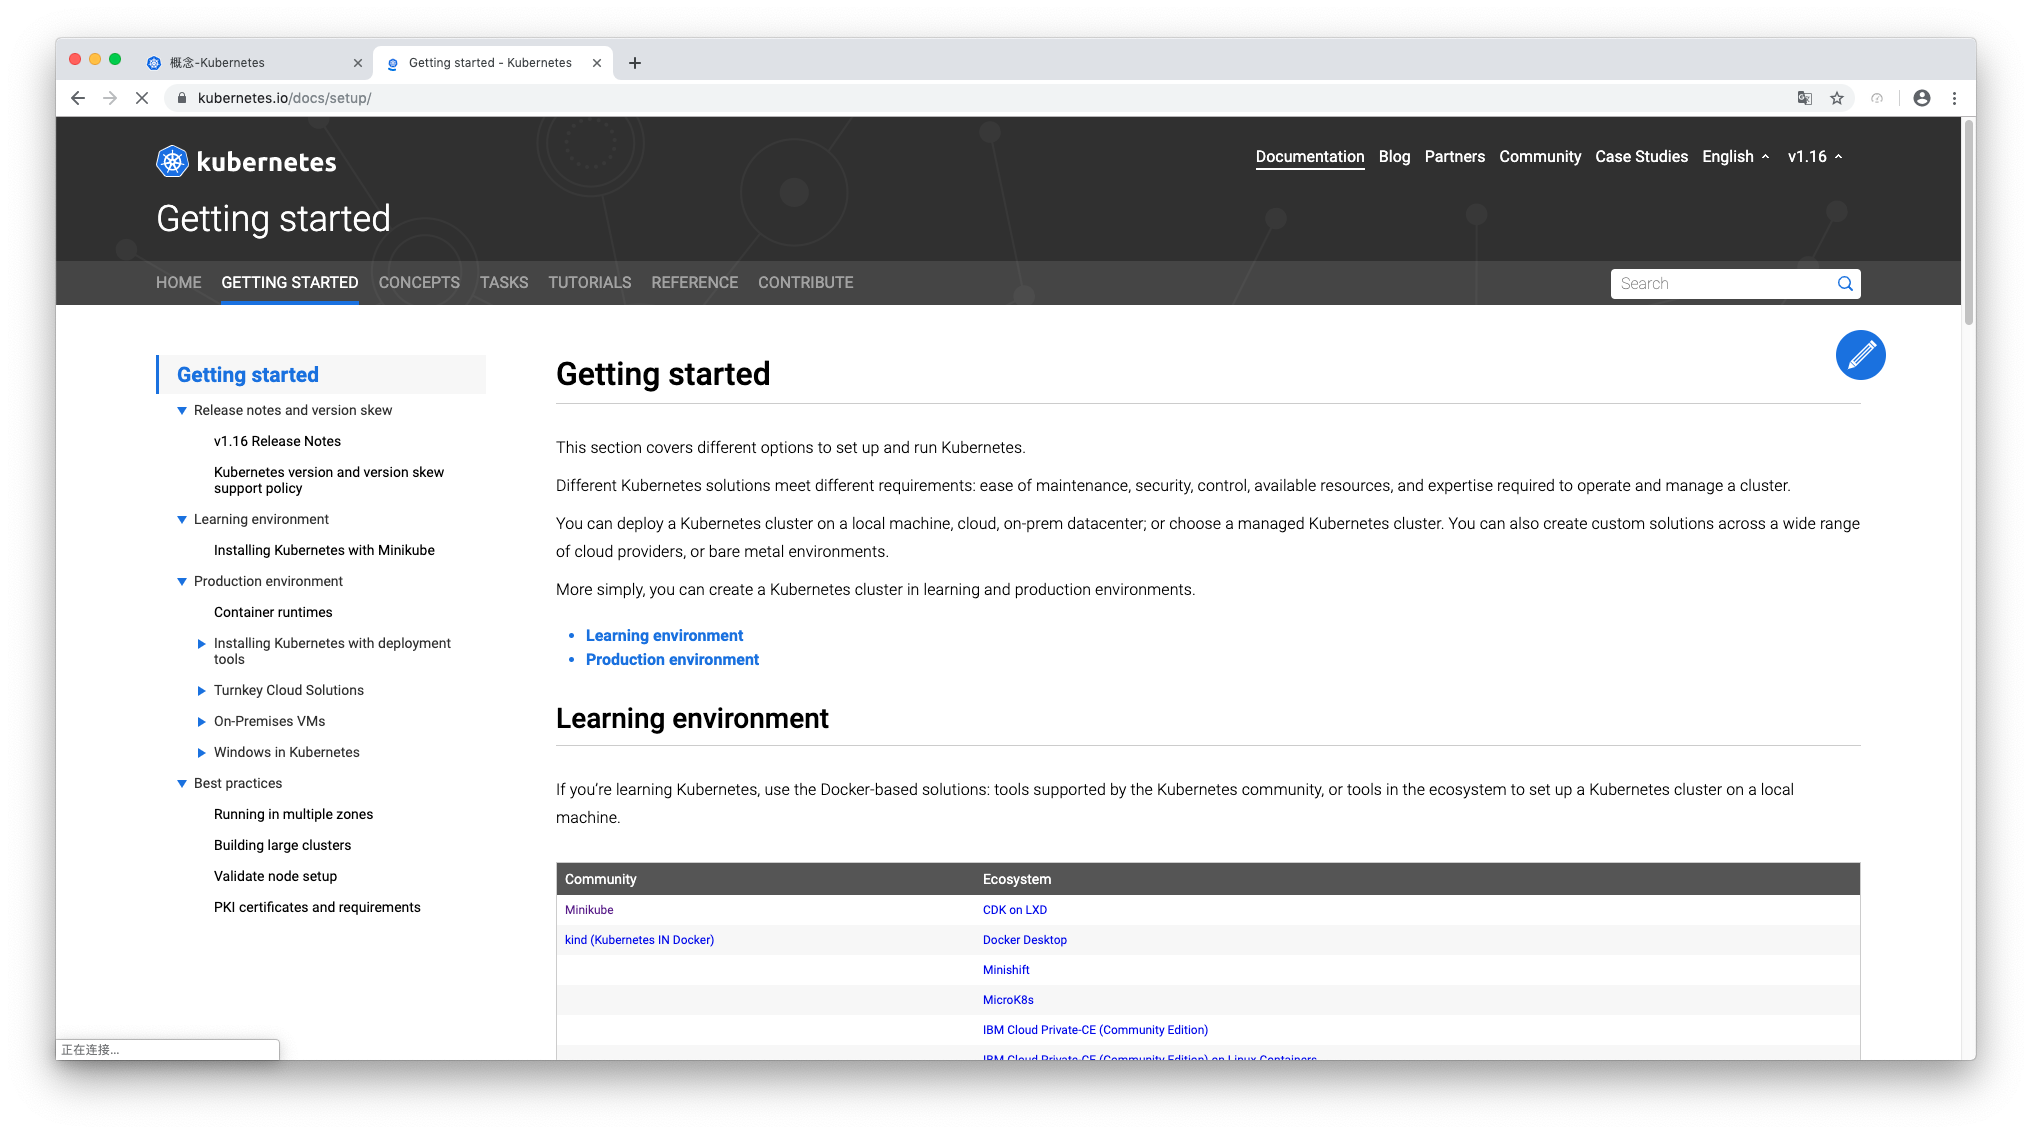 概念-Kubernetes
Getting started - Kubernetes
kubernetes.io/docs/setup/
kubernetes
Documentation Blog Partners Community Case Studies English v1.16
Getting started
HOME GETTING STARTED CONCEPTS TASKS TUTORIALS REFERENCE CONTRIBUTE
Search
Getting started
Release notes and version skew
v1.16 Release Notes
Kubernetes version and version skew
support policy
Learning environment
Installing Kubernetes with Minikube
Production environment
Container runtimes
Installing Kubernetes with deployment
tools
Turnkey Cloud Solutions
On-Premises VMs
Windows in Kubernetes
Best practices
Running in multiple zones
Building large clusters
Validate node setup
PKI certificates and requirements
Getting started
This section covers different options to set up and run Kubernetes.
Different Kubernetes solutions meet different requirements: ease of maintenance, security, control, available resources, and expertise required to operate and manage a cluster.
You can deploy a Kubernetes cluster on a local machine, cloud, on-prem datacenter; or choose a managed Kubernetes cluster. You can also create custom solutions across a wide range
of cloud providers, or bare metal environments.
More simply, you can create a Kubernetes cluster in learning and production environments.
• Learning environment
• Production environment
Learning environment
If you’re learning Kubernetes, use the Docker-based solutions: tools supported by the Kubernetes community, or tools in the ecosystem to set up a Kubernetes cluster on a local
machine.
Community Ecosystem
Minikube CDK on LXD
kind (Kubernetes IN Docker) Docker Desktop
Minishift
MicroK8s
IBM Cloud Private-CE (Community Edition)
IBM Cloud Private-CE (Community Edition) on Linux Containers
正在连接...